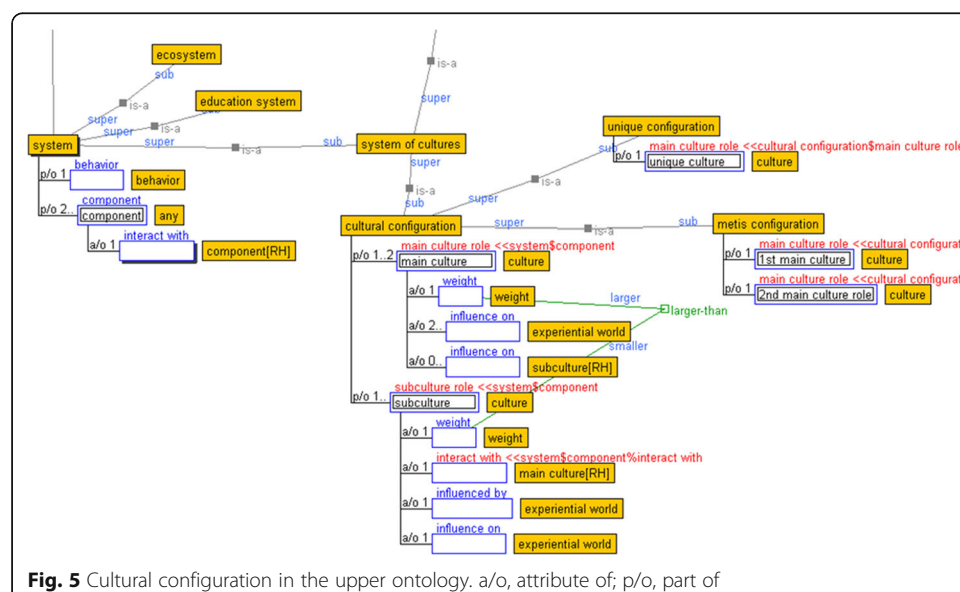 ecosystem
sub
is-a
super
education system
sub
super
is-a
system
super
is-a
sub
system of cultures
is-a
super
behavior
p/o 1
behavior
component
p/o 2..
component
any
interact with
a/o 1
component[RH]
super
is-a
sub
unique configuration
main culture role <<cultural configuration$main culture role
p/o 1
unique culture
culture
sub
is-a
super
cultural configuration
super
is-a
sub
metis configuration
main culture role <<system$component
p/o 1..2
main culture
culture
weight
a/o 1
weight
larger
larger-than
smaller
influence on
a/o 2..
experiential world
influence on
a/o 0..
subculture[RH]
main culture role <<cultural configurat
p/o 1
1st main culture
culture
main culture role <<cultural configurat
p/o 1
2nd main culture role
culture
subculture role <<system$component
p/o 1..
subculture
culture
weight
a/o 1
weight
interact with <<system$component%interact with
a/o 1
main culture[RH]
influenced by
a/o 1
experiential world
influence on
a/o 1
experiential world
Fig. 5 Cultural configuration in the upper ontology. a/o, attribute of; p/o, part of